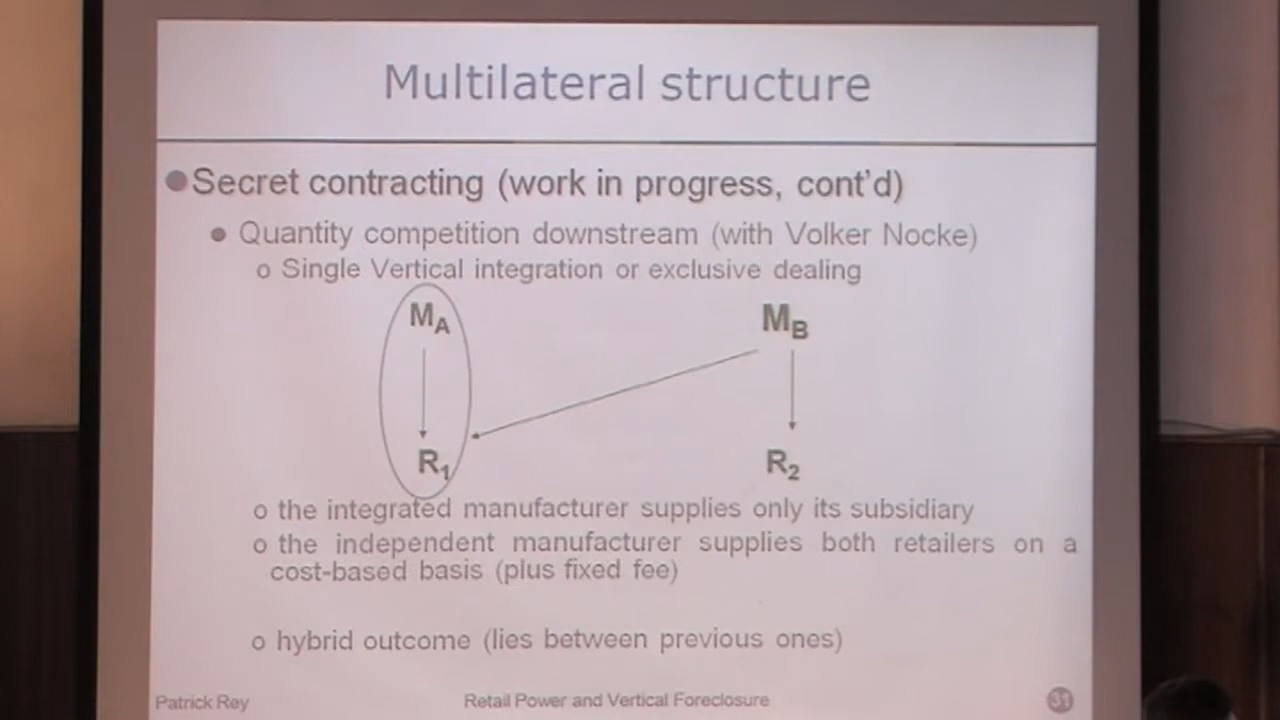 Multilateral structure
Secret contracting (work in progress, cont'd)
Quantity competition downstream (with Volker Nocke)
o Single Vertical integration or exclusive dealing
MA MB
R1 R2
o the integrated manufacturer supplies only its subsidiary
o the independent manufacturer supplies both retailers on a
cost-based basis (plus fixed fee)
o hybrid outcome (lies between previous ones)
Patrick Rey Retail Power and Vertical Foreclosure 31